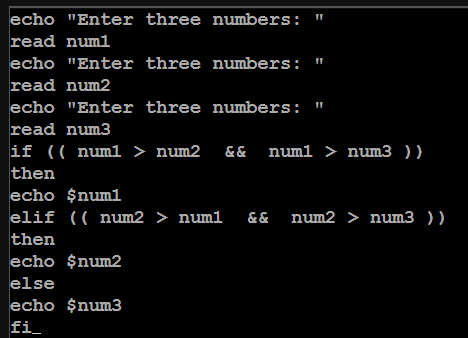 echo "Enter three numbers: "
read num1
echo "Enter three numbers: "
read num2
echo "Enter three numbers: "
read num3
if (( num1 > num2  &&  num1 > num3 ))
then
echo $num1
elif (( num2 > num1  &&  num2 > num3 ))
then
echo $num2
else
echo $num3
fi_